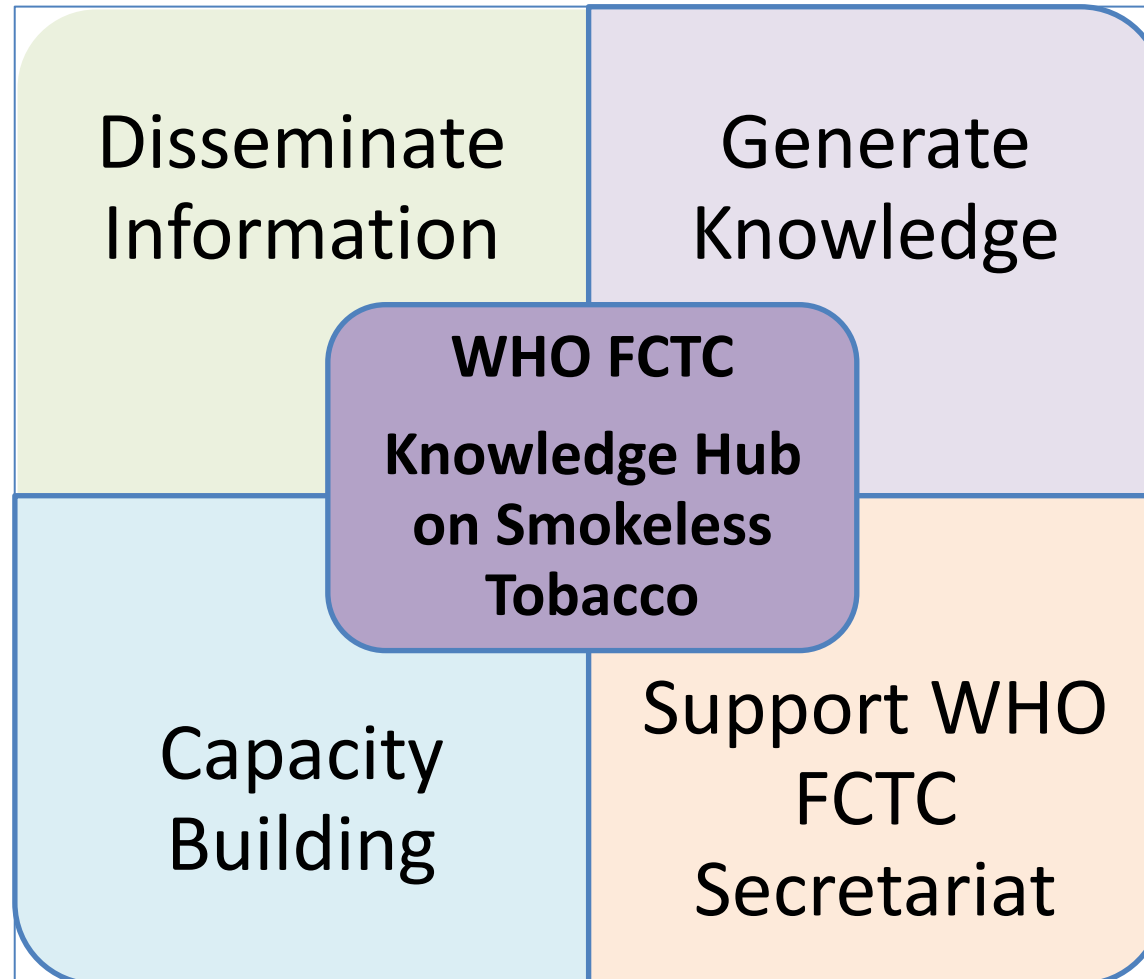 Disseminate
Information
Generate
Knowledge
WHO FCTC
Knowledge Hub
on Smokeless
Tobacco
Capacity
Building
Support WHO
FCTC
Secretariat